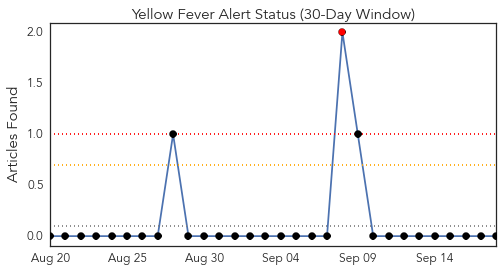 Yellow Fever Alert Status (30-Day Window)
Articles Found
2.0
1.5
1.0
0.5
0.0
Aug 20 Aug 25 Aug 30 Sep 04 Sep 09 Sep 14